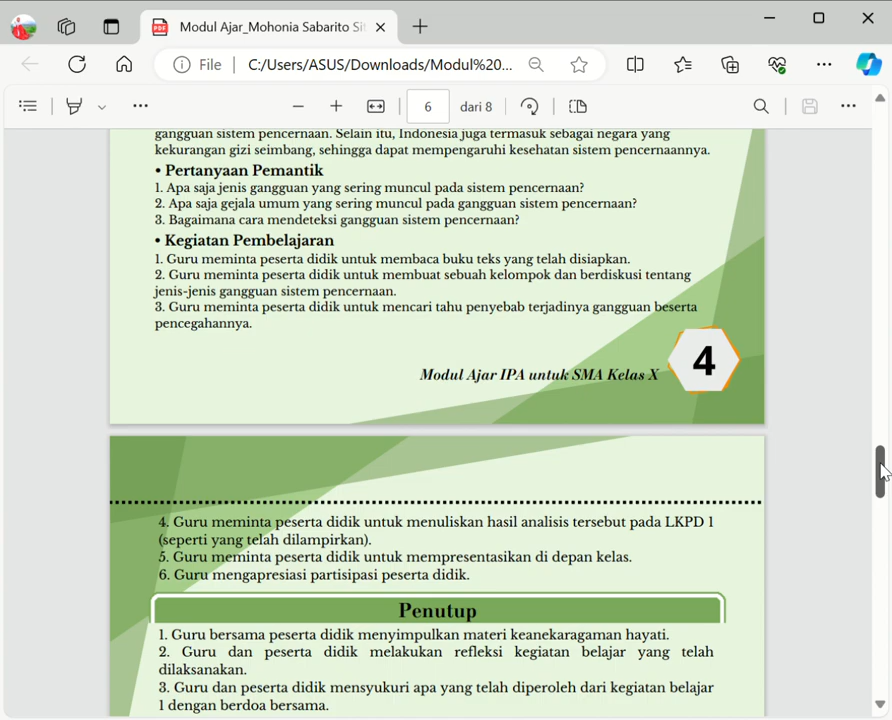 Modul Ajar_Mohonia Sabarito Si
File
C:/Users/ASUS/Downloads/Modul%20...
6 dari 8
gangguan sistem pencernaan. Selain itu, Indonesia juga termasuk sebagai negara yang
kekurangan gizi seimbang, sehingga dapat mempengaruhi kesehatan sistem pencernaannya.
• Pertanyaan Pemantik
1. Apa saja jenis gangguan yang sering muncul pada sistem pencernaan?
2. Apa saja gejala umum yang sering muncul pada gangguan sistem pencernaan?
3. Bagaimana cara mendeteksi gangguan sistem pencernaan?
• Kegiatan Pembelajaran
1. Guru meminta peserta didik untuk membaca buku teks yang telah disiapkan.
2. Guru meminta peserta didik untuk membuat sebuah kelompok dan berdiskusi tentang
jenis-jenis gangguan sistem pencernaan.
3. Guru meminta peserta didik untuk mencari tahu penyebab terjadinya gangguan beserta
pencegahannya.
Modul Ajar IPA untuk SMA Kelas X
4
4. Guru meminta peserta didik untuk menuliskan hasil analisis tersebut pada LKPD 1
(seperti yang telah dilampirkan).
5. Guru meminta peserta didik untuk mempresentasikan di depan kelas.
6. Guru mengapresiasi partisipasi peserta didik.
Penutup
1. Guru bersama peserta didik menyimpulkan materi keanekaragaman hayati.
2. Guru dan peserta didik melakukan refleksi kegiatan belajar yang telah
dilaksanakan.
3. Guru dan peserta didik mensyukuri apa yang telah diperoleh dari kegiatan belajar
1 dengan berdoa bersama.